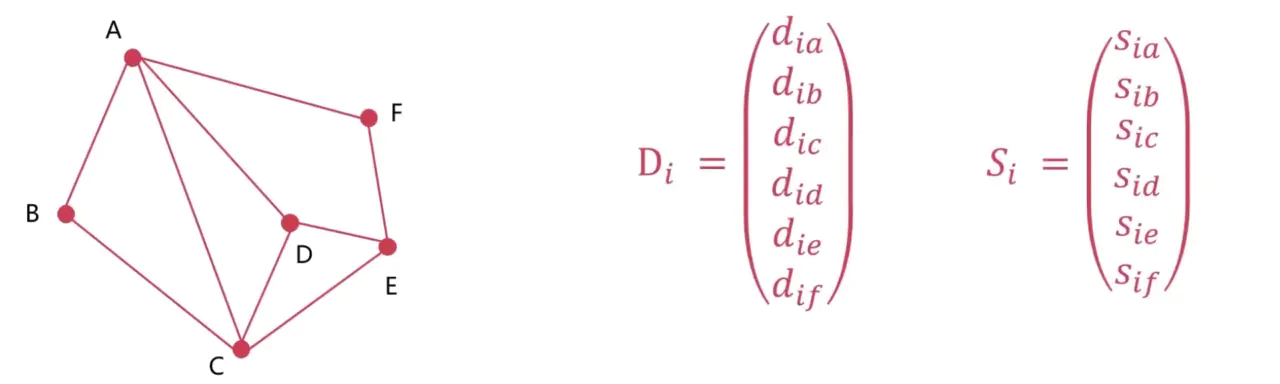 A
F
B
D
E
C
D_i = (d_ia
d_ib
d_ic
d_id
d_ie
d_if)
S_i = (s_ia
s_ib
s_ic
s_id
s_ie
s_if)